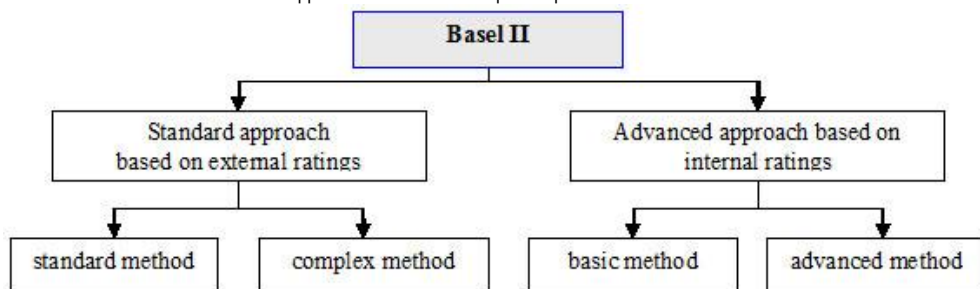 Basel II
Standard approach
based on external ratings
Advanced approach based on
internal ratings
standard method
complex method
basic method
advanced method